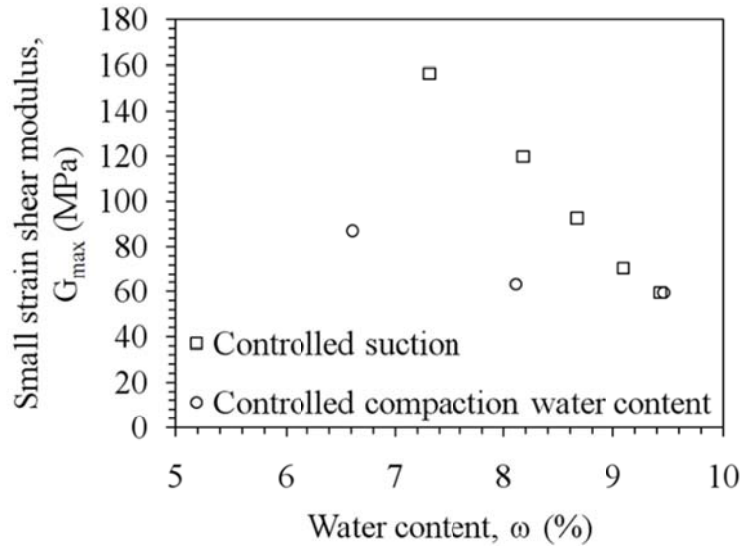 Small strain shear modulus,
G_max (MPa)
180
160
140
120
100
80
60
40
20
0
Controlled suction
Controlled compaction water content
5 6 7 8 9 10
Water content, ω (%)